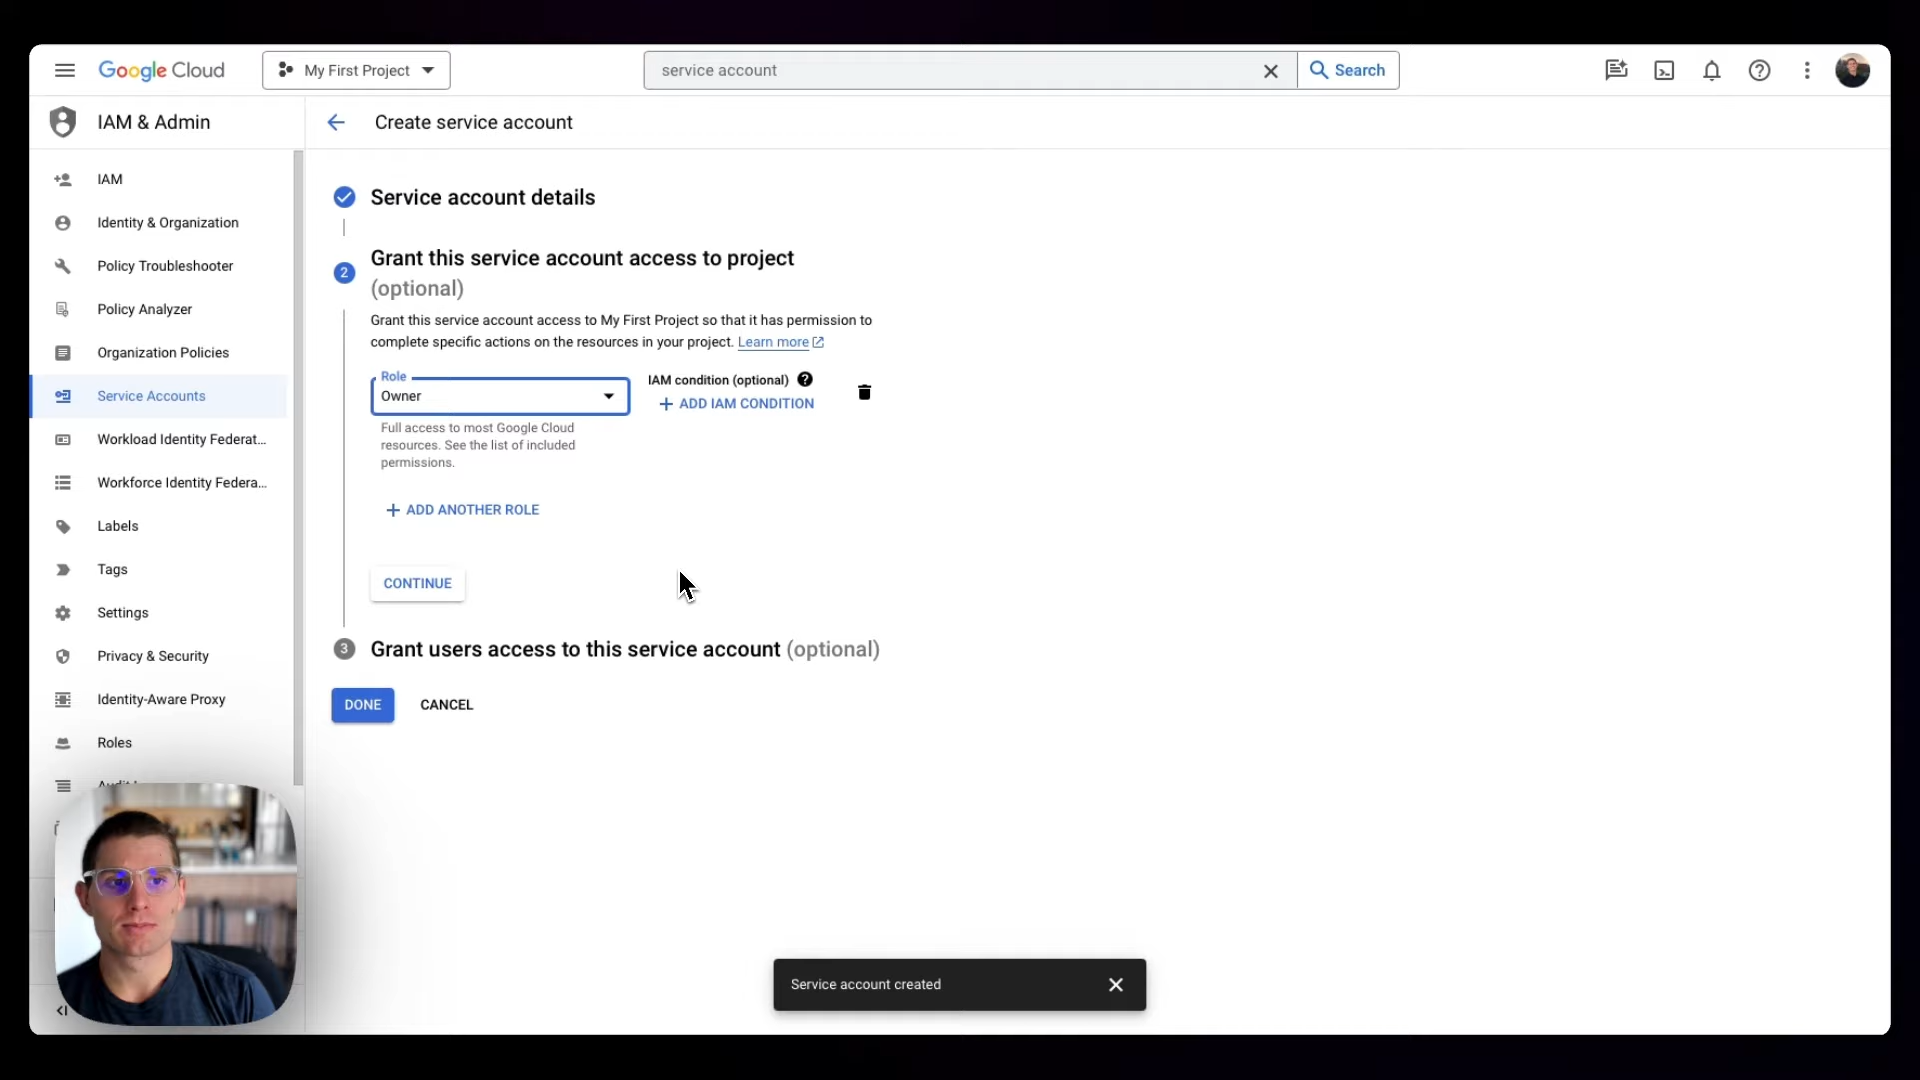 Google Cloud
My First Project
service account
Search
IAM & Admin
Create service account
IAM
Identity & Organization
Policy Troubleshooter
Policy Analyzer
Organization Policies
Service Accounts
Workload Identity Federat...
Workforce Identity Federa...
Labels
Tags
Settings
Privacy & Security
Identity-Aware Proxy
Roles
Service account details
2
Grant this service account access to project
(optional)
Grant this service account access to My First Project so that it has permission to
complete specific actions on the resources in your project. Learn more
Role
Owner
IAM condition (optional)
+ ADD IAM CONDITION
Full access to most Google Cloud
resources. See the list of included
permissions.
+ ADD ANOTHER ROLE
CONTINUE
3
Grant users access to this service account (optional)
DONE
CANCEL
Service account created